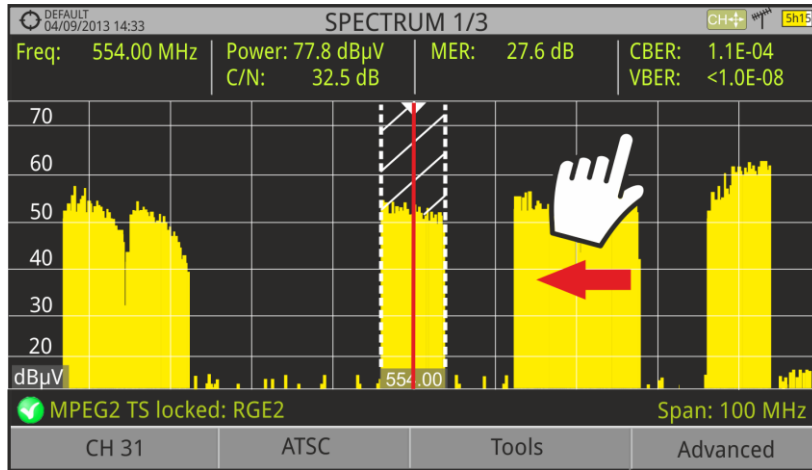 DEFAULT
04/09/2013 14:33
SPECTRUM 1/3
CH
5h15
Freq: 554.00 MHz
Power: 77.8 dBµV
C/N: 32.5 dB
MER: 27.6 dB
CBER: 1.1E-04
VBER: <1.0E-08
70
60
50
40
30
20
dBµV
554.00
MPEG2 TS locked: RGE2
Span: 100 MHz
CH 31
ATSC
Tools
Advanced